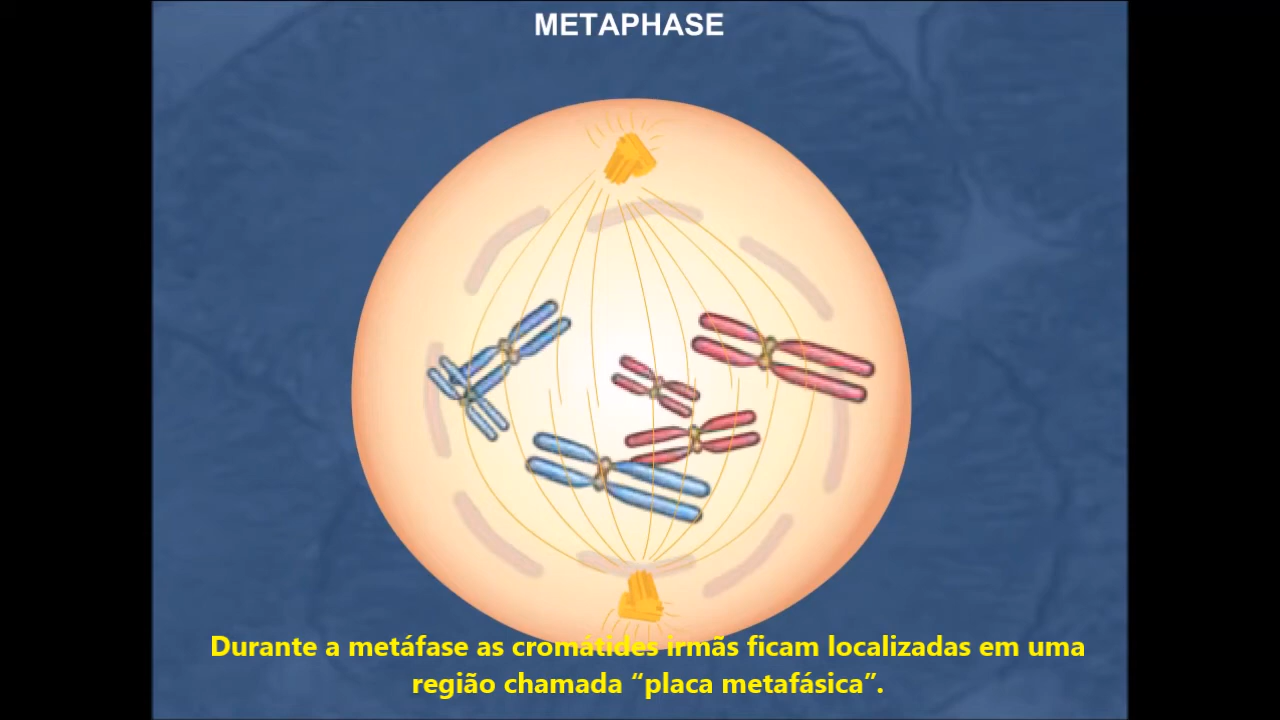 METAPHASE
Durante a metáfase as cromátides irmãs ficam localizadas em uma
região chamada “placa metafásica”.